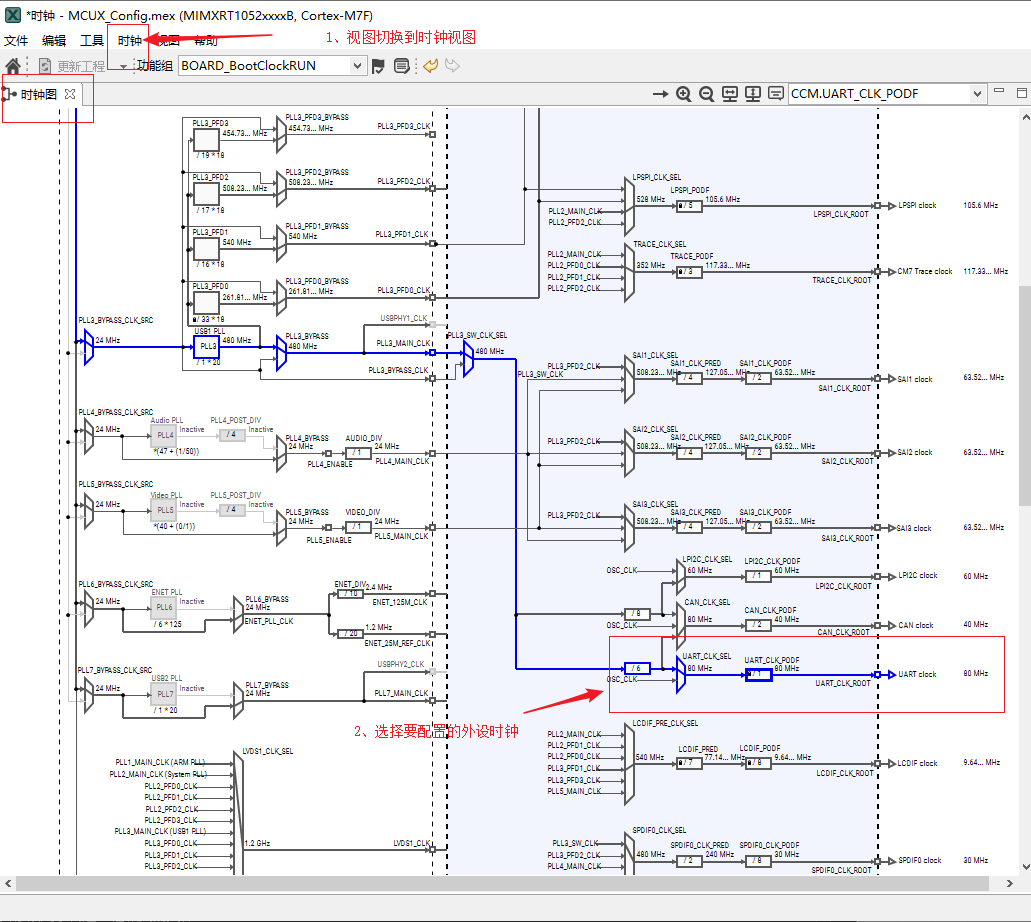 *时钟 - MCUX_Config.mex (MIMXRT1052xxxxB, Cortex-M7F)
文件 编辑 工具 时钟 视图 帮助
1、视图切换到时钟视图
更新工程 功能组 BOARD_BootClockRUN
时钟图
CCM.UART_CLK_PODF
PLL3_PFD3
454.73... MHz
/ 19 * 18
PLL3_PFD3_BYPASS
454.73... MHz
PLL3_PFD3_CLK
PLL3_PFD2
508.23... MHz
/ 17 * 18
PLL3_PFD2_BYPASS
508.23... MHz
PLL3_PFD2_CLK
PLL3_PFD1
540 MHz
/ 16 * 18
PLL3_PFD1_BYPASS
540 MHz
PLL3_PFD1_CLK
PLL3_PFD0
261.81... MHz
/ 33 * 18
PLL3_PFD0_BYPASS
261.81... MHz
PLL3_PFD0_CLK
LPSPI_CLK_SEL
528 MHz
PLL2_MAIN_CLK
PLL2_PFD2_CLK
LPSPI_PODF
/ 5
105.6 MHz
LPSPI_CLK_ROOT
LPSPI clock 105.6 MHz
TRACE_CLK_SEL
PLL2_MAIN_CLK
PLL2_PFD0_CLK
PLL2_PFD1_CLK
PLL2_PFD2_CLK
352 MHz
TRACE_PODF
/ 3
117.33... MHz
TRACE_CLK_ROOT
CM7 Trace clock 117.33... MHz
PLL3_BYPASS_CLK_SRC
24 MHz
USB1 PLL
PLL3
480 MHz
/ 1 * 20
PLL3_BYPASS
480 MHz
USBPHY1_CLK
PLL3_MAIN_CLK
PLL3_BYPASS_CLK
PLL3_SW_CLK_SEL
480 MHz
PLL3_SW_CLK
SAI1_CLK_SEL
PLL3_PFD2_CLK
508.23... MHz
SAI1_CLK_PRED
/ 4
127.05... MHz
SAI1_CLK_PODF
/ 2
63.52... MHz
SAI1_CLK_ROOT
SAI1 clock 63.52... MHz
PLL4_BYPASS_CLK_SRC
24 MHz
Audio PLL
PLL4
Inactive
*(47 + (1/50))
PLL4_POST_DIV
/ 4
Inactive
PLL4_BYPASS
24 MHz
PLL4_ENABLE
AUDIO_DIV
/ 1
24 MHz
PLL4_MAIN_CLK
SAI2_CLK_SEL
PLL3_PFD2_CLK
508.23... MHz
SAI2_CLK_PRED
/ 4
127.05... MHz
SAI2_CLK_PODF
/ 2
63.52... MHz
SAI2_CLK_ROOT
SAI2 clock 63.52... MHz
PLL5_BYPASS_CLK_SRC
24 MHz
Video PLL
PLL5
Inactive
*(40 + (0/1))
PLL5_POST_DIV
/ 4
Inactive
PLL5_BYPASS
24 MHz
PLL5_ENABLE
VIDEO_DIV
/ 1
24 MHz
PLL5_MAIN_CLK
SAI3_CLK_SEL
PLL3_PFD2_CLK
508.23... MHz
SAI3_CLK_PRED
/ 4
127.05... MHz
SAI3_CLK_PODF
/ 2
63.52... MHz
SAI3_CLK_ROOT
SAI3 clock 63.52... MHz
PLL6_BYPASS_CLK_SRC
24 MHz
ENET PLL
PLL6
Inactive
/ 6 * 125
PLL6_BYPASS
24 MHz
ENET_PLL_CLK
ENET_DIV
/ 10
2.4 MHz
ENET_125M_CLK
/ 20
1.2 MHz
ENET_25M_REF_CLK
LPI2C_CLK_SEL
OSC_CLK
60 MHz
LPI2C_CLK_PODF
/ 1
60 MHz
LPI2C_CLK_ROOT
LPI2C clock 60 MHz
/ 8
OSC_CLK
CAN_CLK_SEL
80 MHz
CAN_CLK_PODF
/ 2
40 MHz
CAN_CLK_ROOT
CAN clock 40 MHz
PLL7_BYPASS_CLK_SRC
24 MHz
USB2 PLL
PLL7
Inactive
/ 1 * 20
PLL7_BYPASS
24 MHz
USBPHY2_CLK
PLL7_MAIN_CLK
/ 6
OSC_CLK
UART_CLK_SEL
80 MHz
UART_CLK_PODF
/ 1
80 MHz
UART_CLK_ROOT
UART clock 80 MHz
2、选择要配置的外设时钟
LCDIF_PRE_CLK_SEL
PLL2_MAIN_CLK
PLL2_PFD1_CLK
PLL2_PFD0_CLK
PLL3_PFD1_CLK
PLL3_PFD3_CLK
PLL5_MAIN_CLK
540 MHz
LCDIF_PRED
/ 7
77.14... MHz
LCDIF_PODF
/ 8
9.64... MHz
LCDIF_CLK_ROOT
LCDIF clock 9.64... MHz
LVDS1_CLK_SEL
PLL1_MAIN_CLK (ARM PLL)
PLL2_MAIN_CLK (System PLL)
PLL2_PFD0_CLK
PLL2_PFD1_CLK
PLL2_PFD2_CLK
PLL2_PFD3_CLK
PLL3_MAIN_CLK (USB1 PLL)
PLL3_PFD0_CLK
PLL3_PFD1_CLK
PLL3_PFD2_CLK
1.2 GHz
LVDS1_CLK
SPDIF0_CLK_SEL
PLL3_SW_CLK
PLL3_PFD2_CLK
PLL4_MAIN_CLK
480 MHz
SPDIF0_CLK_PRED
/ 2
240 MHz
SPDIF0_CLK_PODF
/ 8
30 MHz
SPDIF0_CLK_ROOT
SPDIF0 clock 30 MHz